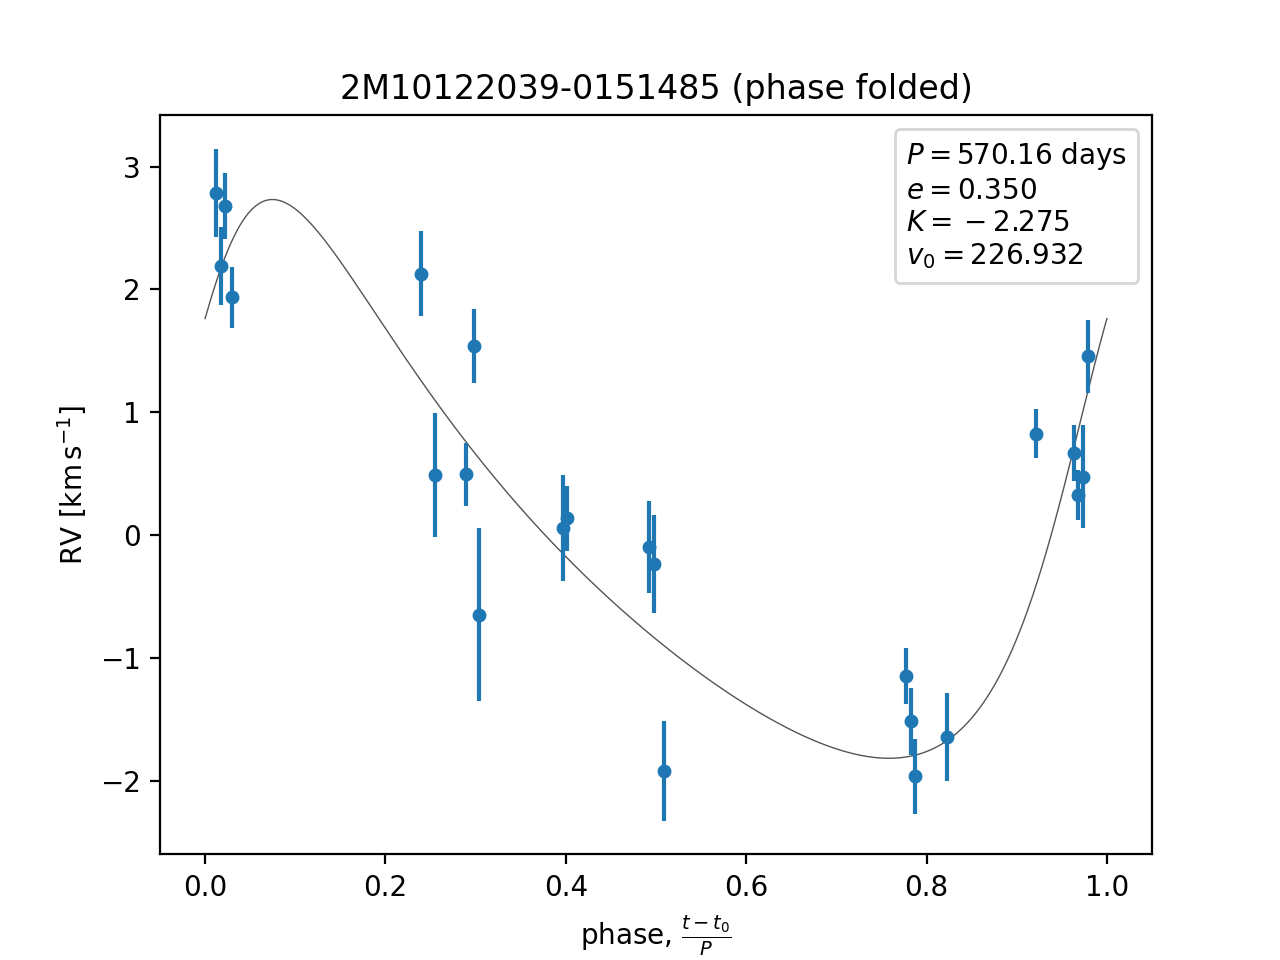 2M10122039-0151485 (phase folded)
P = 570.16 days
e = 0.350
K = −2.275
v₀ = 226.932
3
2
1
0
−1
−2
RV [km s⁻¹]
0.0 0.2 0.4 0.6 0.8 1.0
phase, (t − t₀)/P